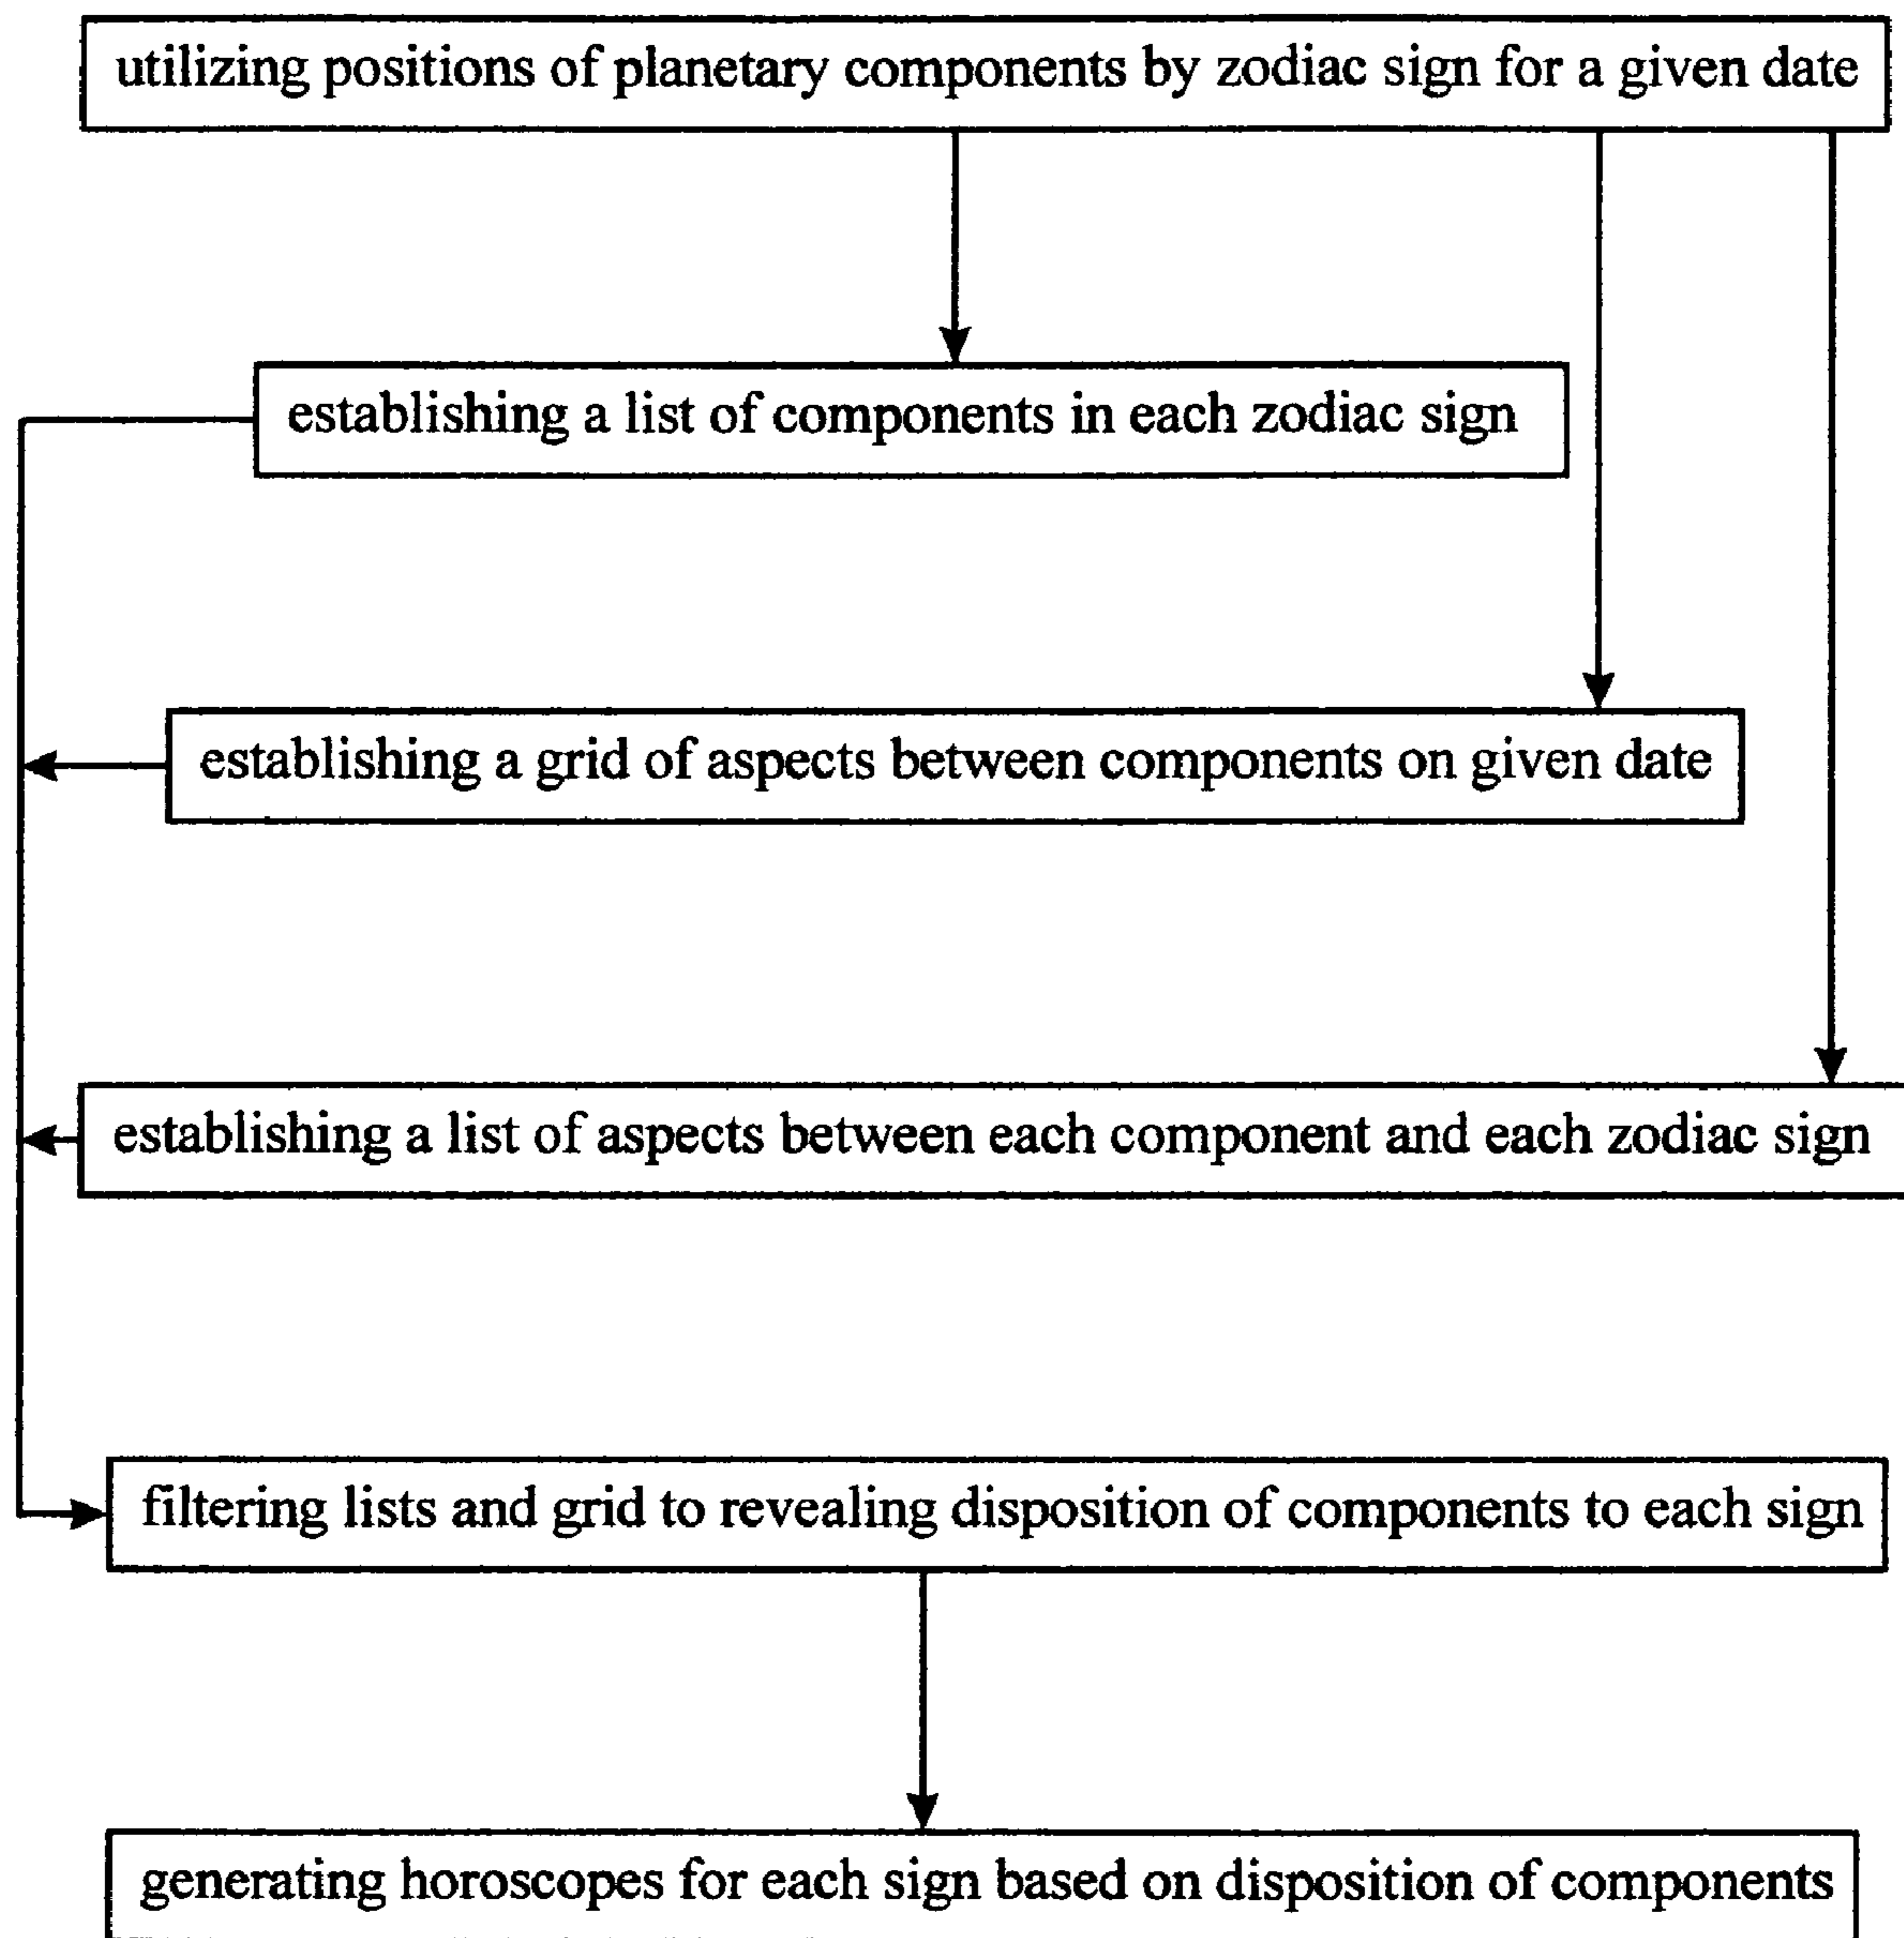 utilizing positions of planetary components by zodiac sign for a given date
establishing a list of components in each zodiac sign
establishing a grid of aspects between components on given date
establishing a list of aspects between each component and each zodiac sign
filtering lists and grid to revealing disposition of components to each sign
generating horoscopes for each sign based on disposition of components